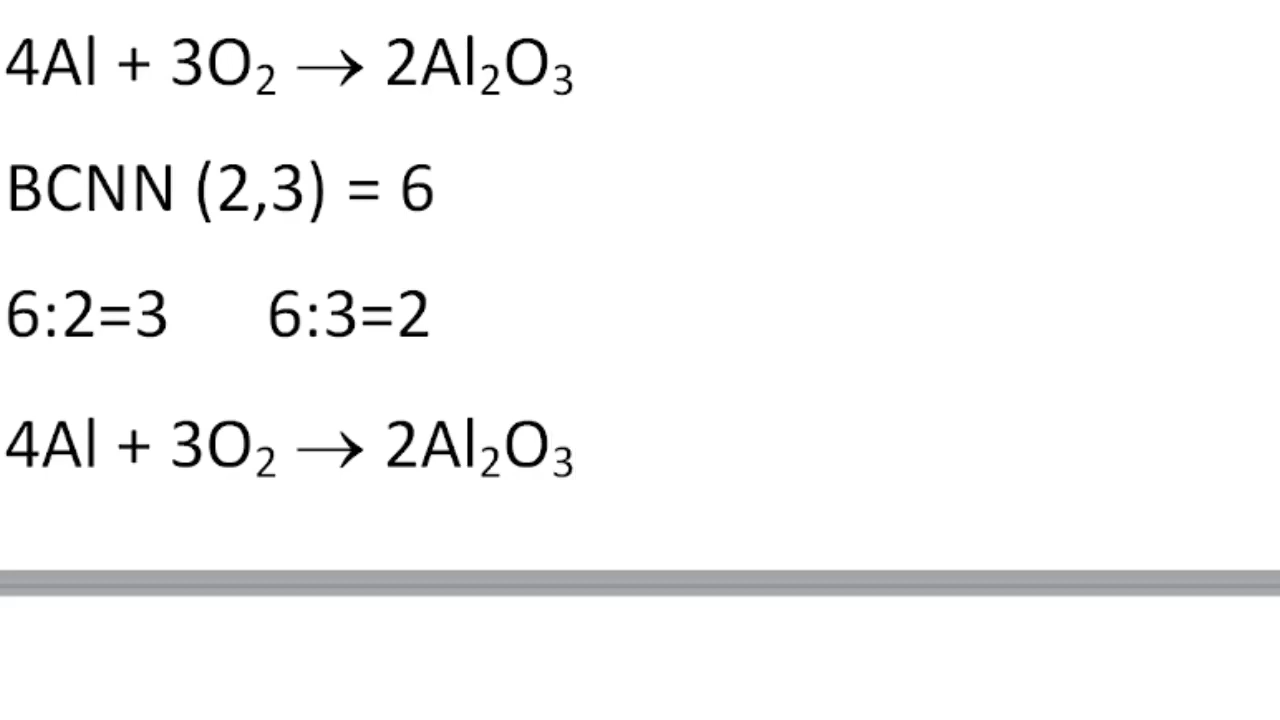 4Al + 3O₂ → 2Al₂O₃
BCNN (2,3) = 6
6:2=3 6:3=2
4Al + 3O₂ → 2Al₂O₃